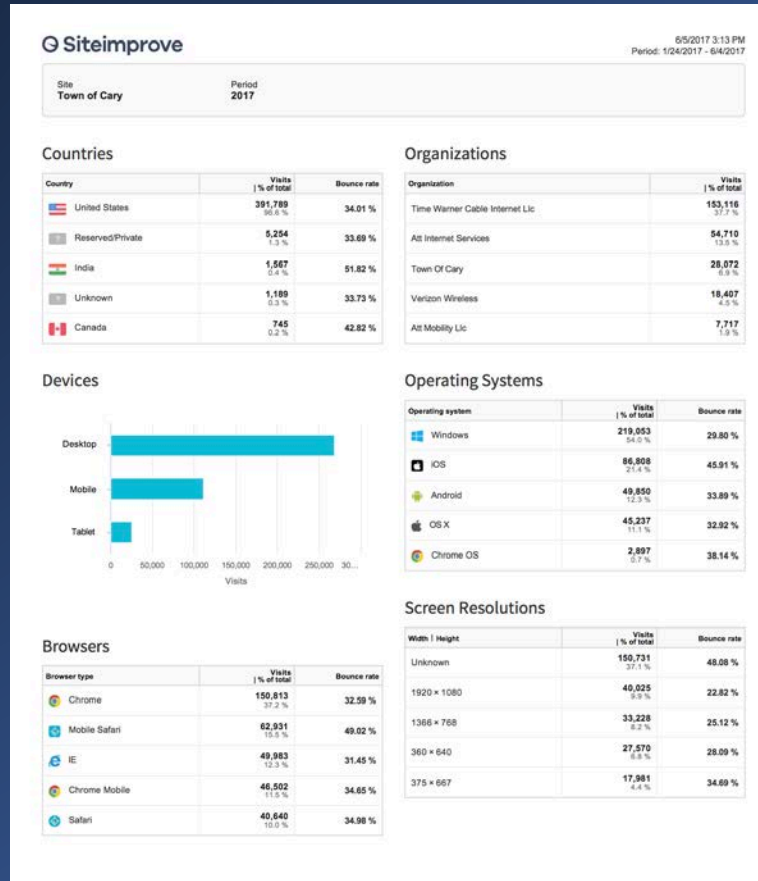 Siteimprove
6/5/2017 3:13 PM
Period: 1/24/2017 - 6/4/2017
Site
Town of Cary
Period
2017
Countries
Country Visits | % of total Bounce rate
United States 391,789 96.6 % 34.01 %
Reserved/Private 5,254 1.3 % 33.69 %
India 1,567 0.4 % 51.82 %
Unknown 1,189 0.3 % 33.73 %
Canada 745 0.2 % 42.82 %
Organizations
Organization Visits | % of total
Time Warner Cable Internet Llc 153,116 37.7 %
Att Internet Services 54,710 13.5 %
Town Of Cary 28,072 6.9 %
Verizon Wireless 18,407 4.5 %
Att Mobility Llc 7,717 1.9 %
Devices
Desktop
Mobile
Tablet
0 50,000 100,000 150,000 200,000 250,000 30...
Visits
Operating Systems
Operating system Visits | % of total Bounce rate
Windows 219,053 54.0 % 29.80 %
iOS 86,808 21.4 % 45.91 %
Android 49,850 12.3 % 33.89 %
OS X 45,237 11.1 % 32.92 %
Chrome OS 2,897 0.7 % 38.14 %
Browsers
Browser type Visits | % of total Bounce rate
Chrome 150,813 37.2 % 32.59 %
Mobile Safari 62,931 15.5 % 49.02 %
IE 49,983 12.3 % 31.45 %
Chrome Mobile 46,502 11.5 % 34.65 %
Safari 40,640 10.0 % 34.98 %
Screen Resolutions
Width | Height Visits | % of total Bounce rate
Unknown 150,731 37.1 % 48.08 %
1920 × 1080 40,025 9.9 % 22.82 %
1366 × 768 33,228 8.2 % 25.12 %
360 × 640 27,570 6.8 % 28.09 %
375 × 667 17,981 4.4 % 34.69 %